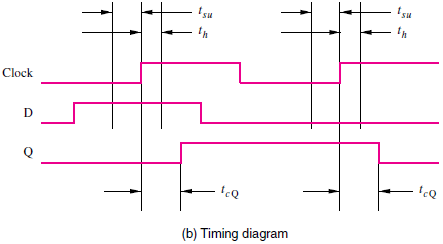 t_su t_su
t_h t_h
Clock
D
Q
t_cQ t_cQ
(b) Timing diagram